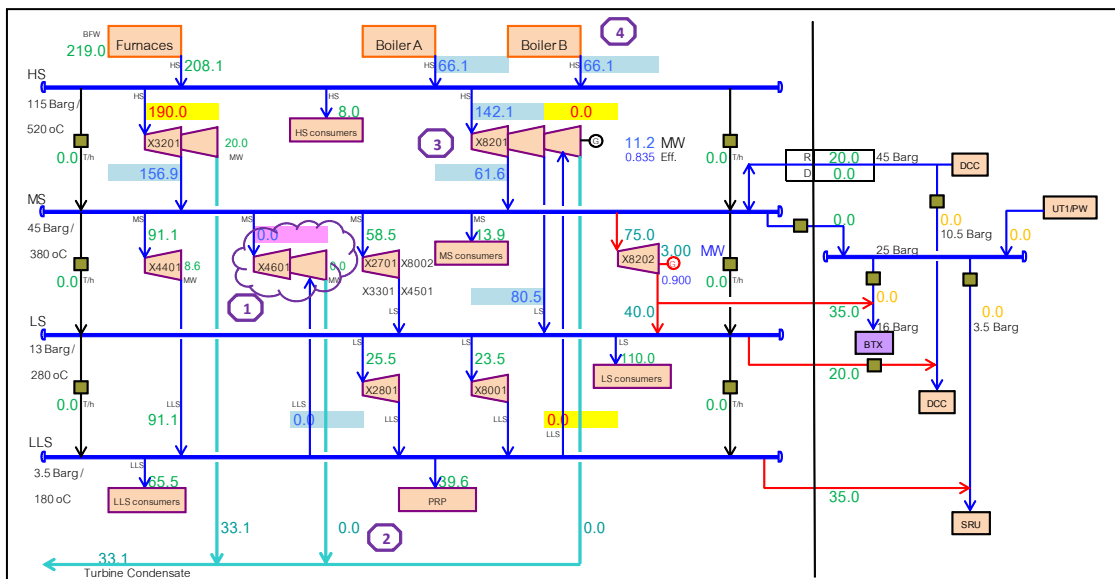 BFW
219.0
Furnaces
Boiler A
Boiler B
4
HS
208.1
HS
66.1
HS
66.1
HS
115 Barg /
520 oC
HS
190.0
HS
8.0
HS consumers
HS
142.1
0.0
X3201
20.0
MW
3
X8201
G
11.2 MW
0.835 Eff.
0.0
T/h
0.0
T/h
156.9
61.6
R 20.0
D 0.0
45 Barg
DCC
MS
45 Barg /
380 oC
MS
91.1
MS
0.0
MS
58.5
MS
13.9
MS consumers
75.0
0.0
0.0
10.5 Barg
0.0
UT1/PW
X4401
8.6
MW
X4601
0.0
MW
X2701
X8002
X3301
X4501
X8202
3.00 MW
G
0.900
25 Barg
0.0
T/h
0.0
T/h
1
80.5
LS
LS
40.0
35.0
0.0
16 Barg
0.0
3.5 Barg
BTX
LS
13 Barg /
280 oC
LS
25.5
LS
23.5
LS
110.0
LS consumers
X2801
X8001
20.0
DCC
0.0
T/h
0.0
T/h
LLS
91.1
LLS
0.0
LLS
0.0
LLS
LLS
3.5 Barg /
180 oC
LLS
65.5
LLS consumers
39.6
PRP
35.0
SRU
33.1
0.0
2
0.0
33.1
Turbine Condensate